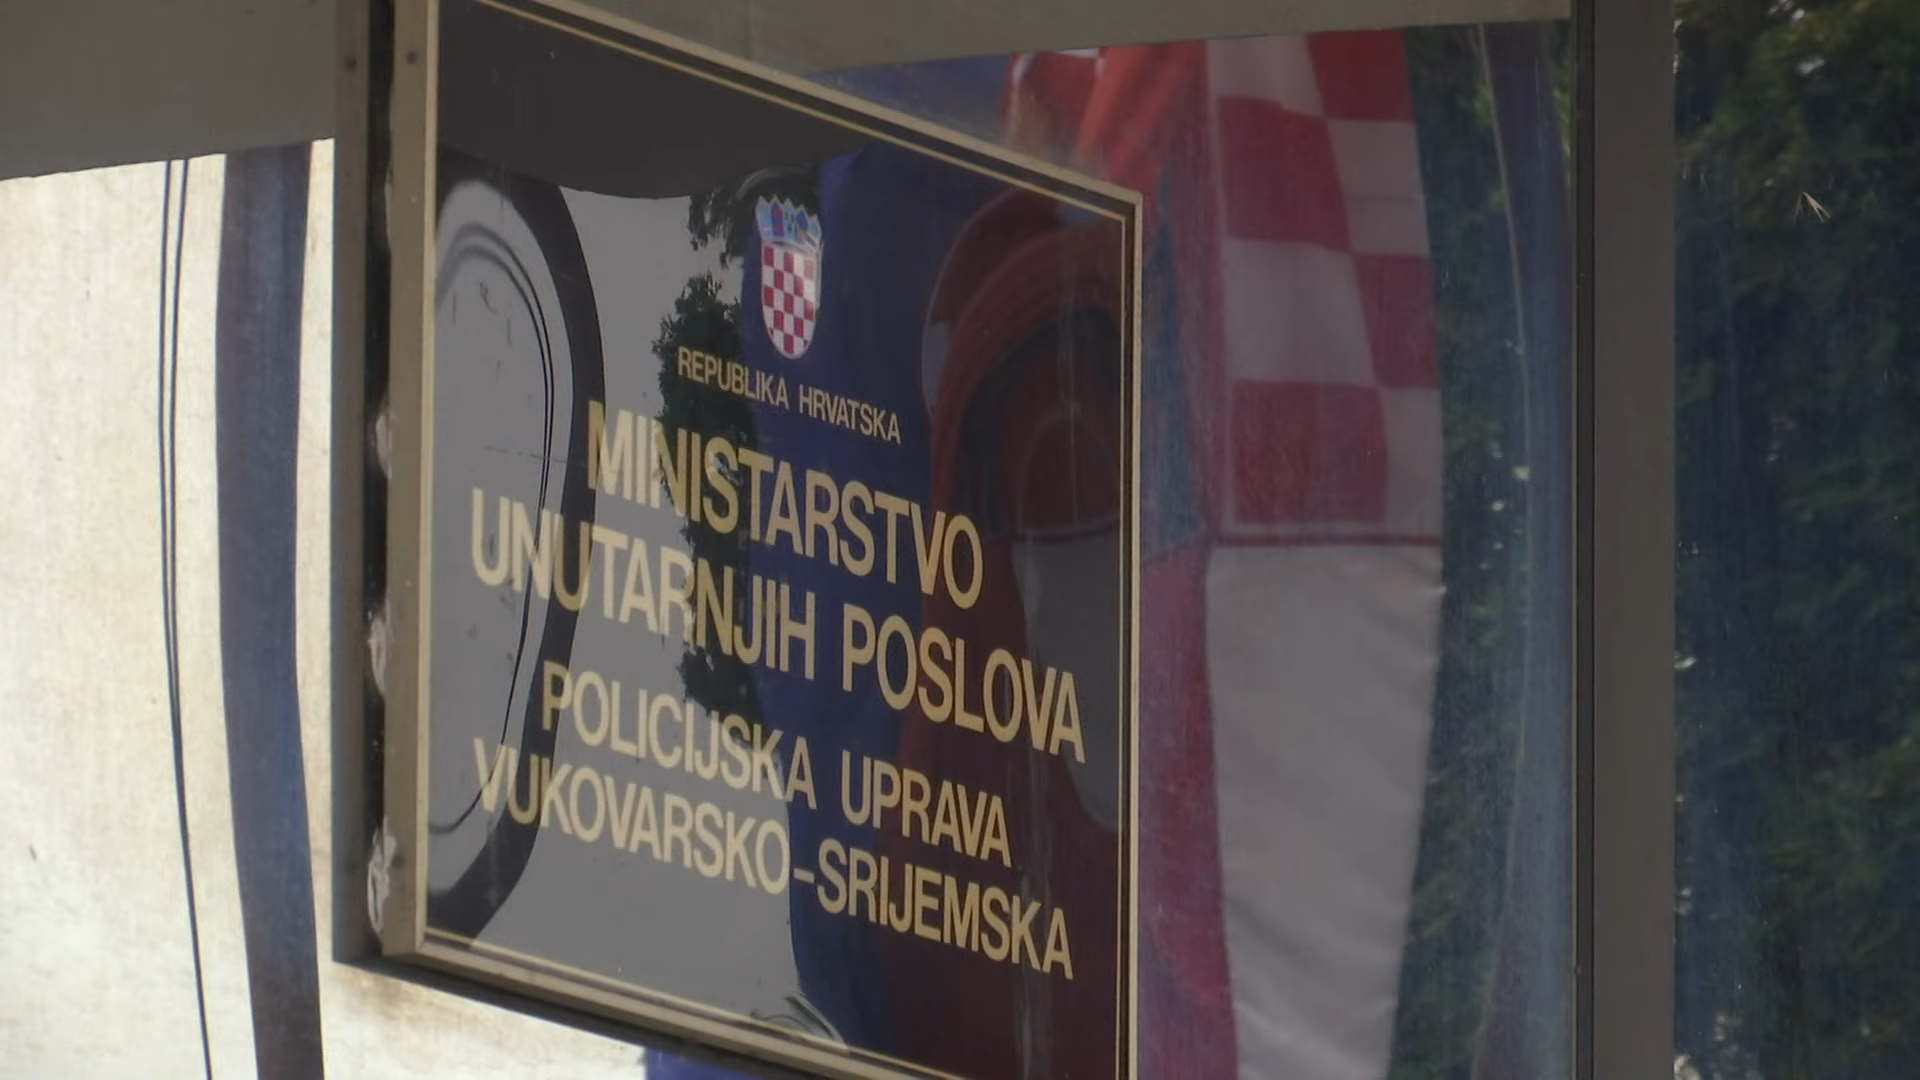 REPUBLIKA HRVATSKA
MINISTARSTVO
UNUTARNJIH POSLOVA
POLICIJSKA UPRAVA
VUKOVARSKO-SRIJEMSKA